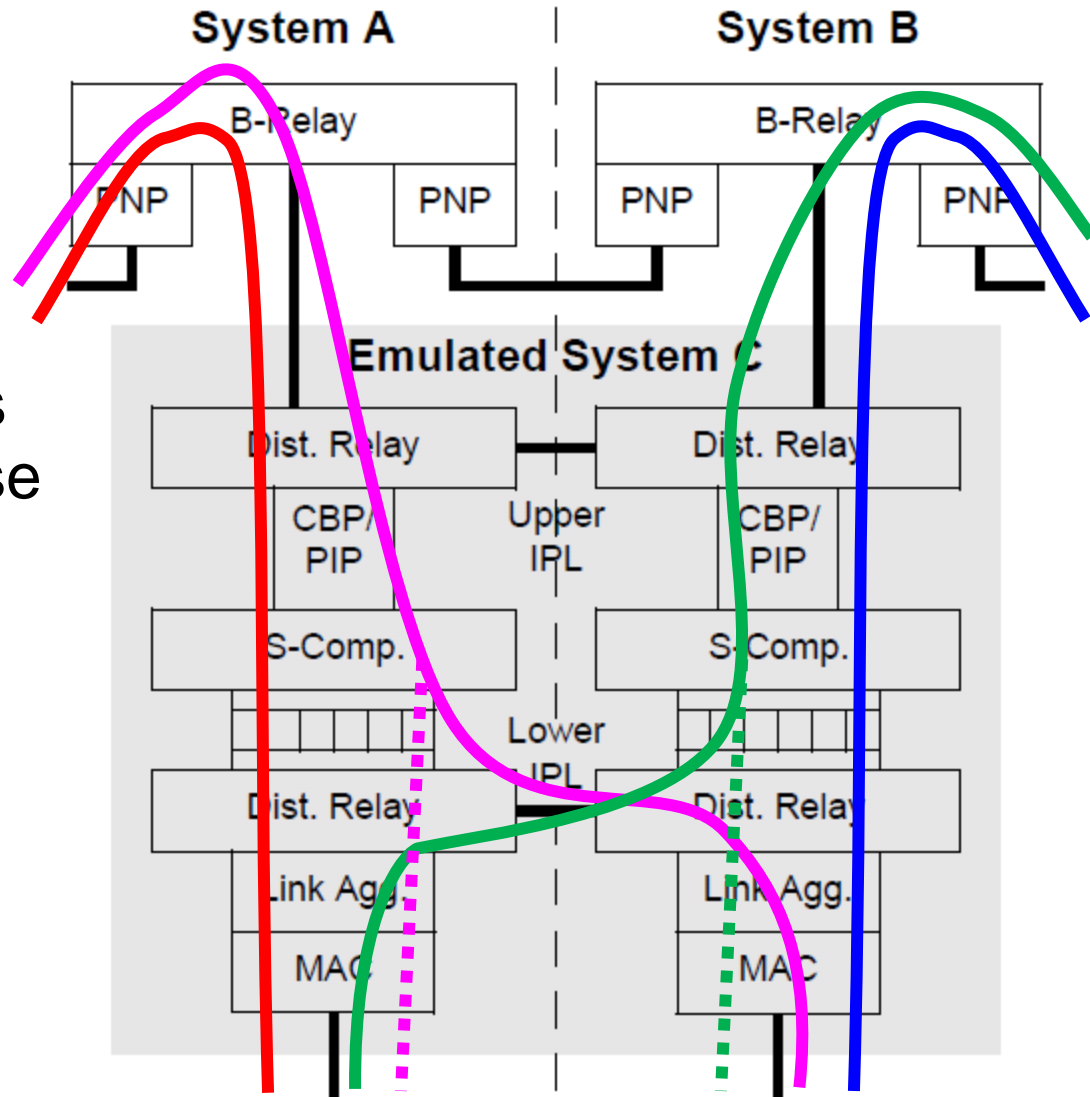 System A
System B
B-Relay
B-Relay
PNP
PNP
PNP
PNP
Emulated System C
s
se
Dist. Relay
Dist. Relay
CBP/
PIP
Upper
IPL
CBP/
PIP
S-Comp.
S-Comp.
Lower
IPL
Dist. Relay
Dist. Relay
Link Agg.
Link Agg.
MAC
MAC